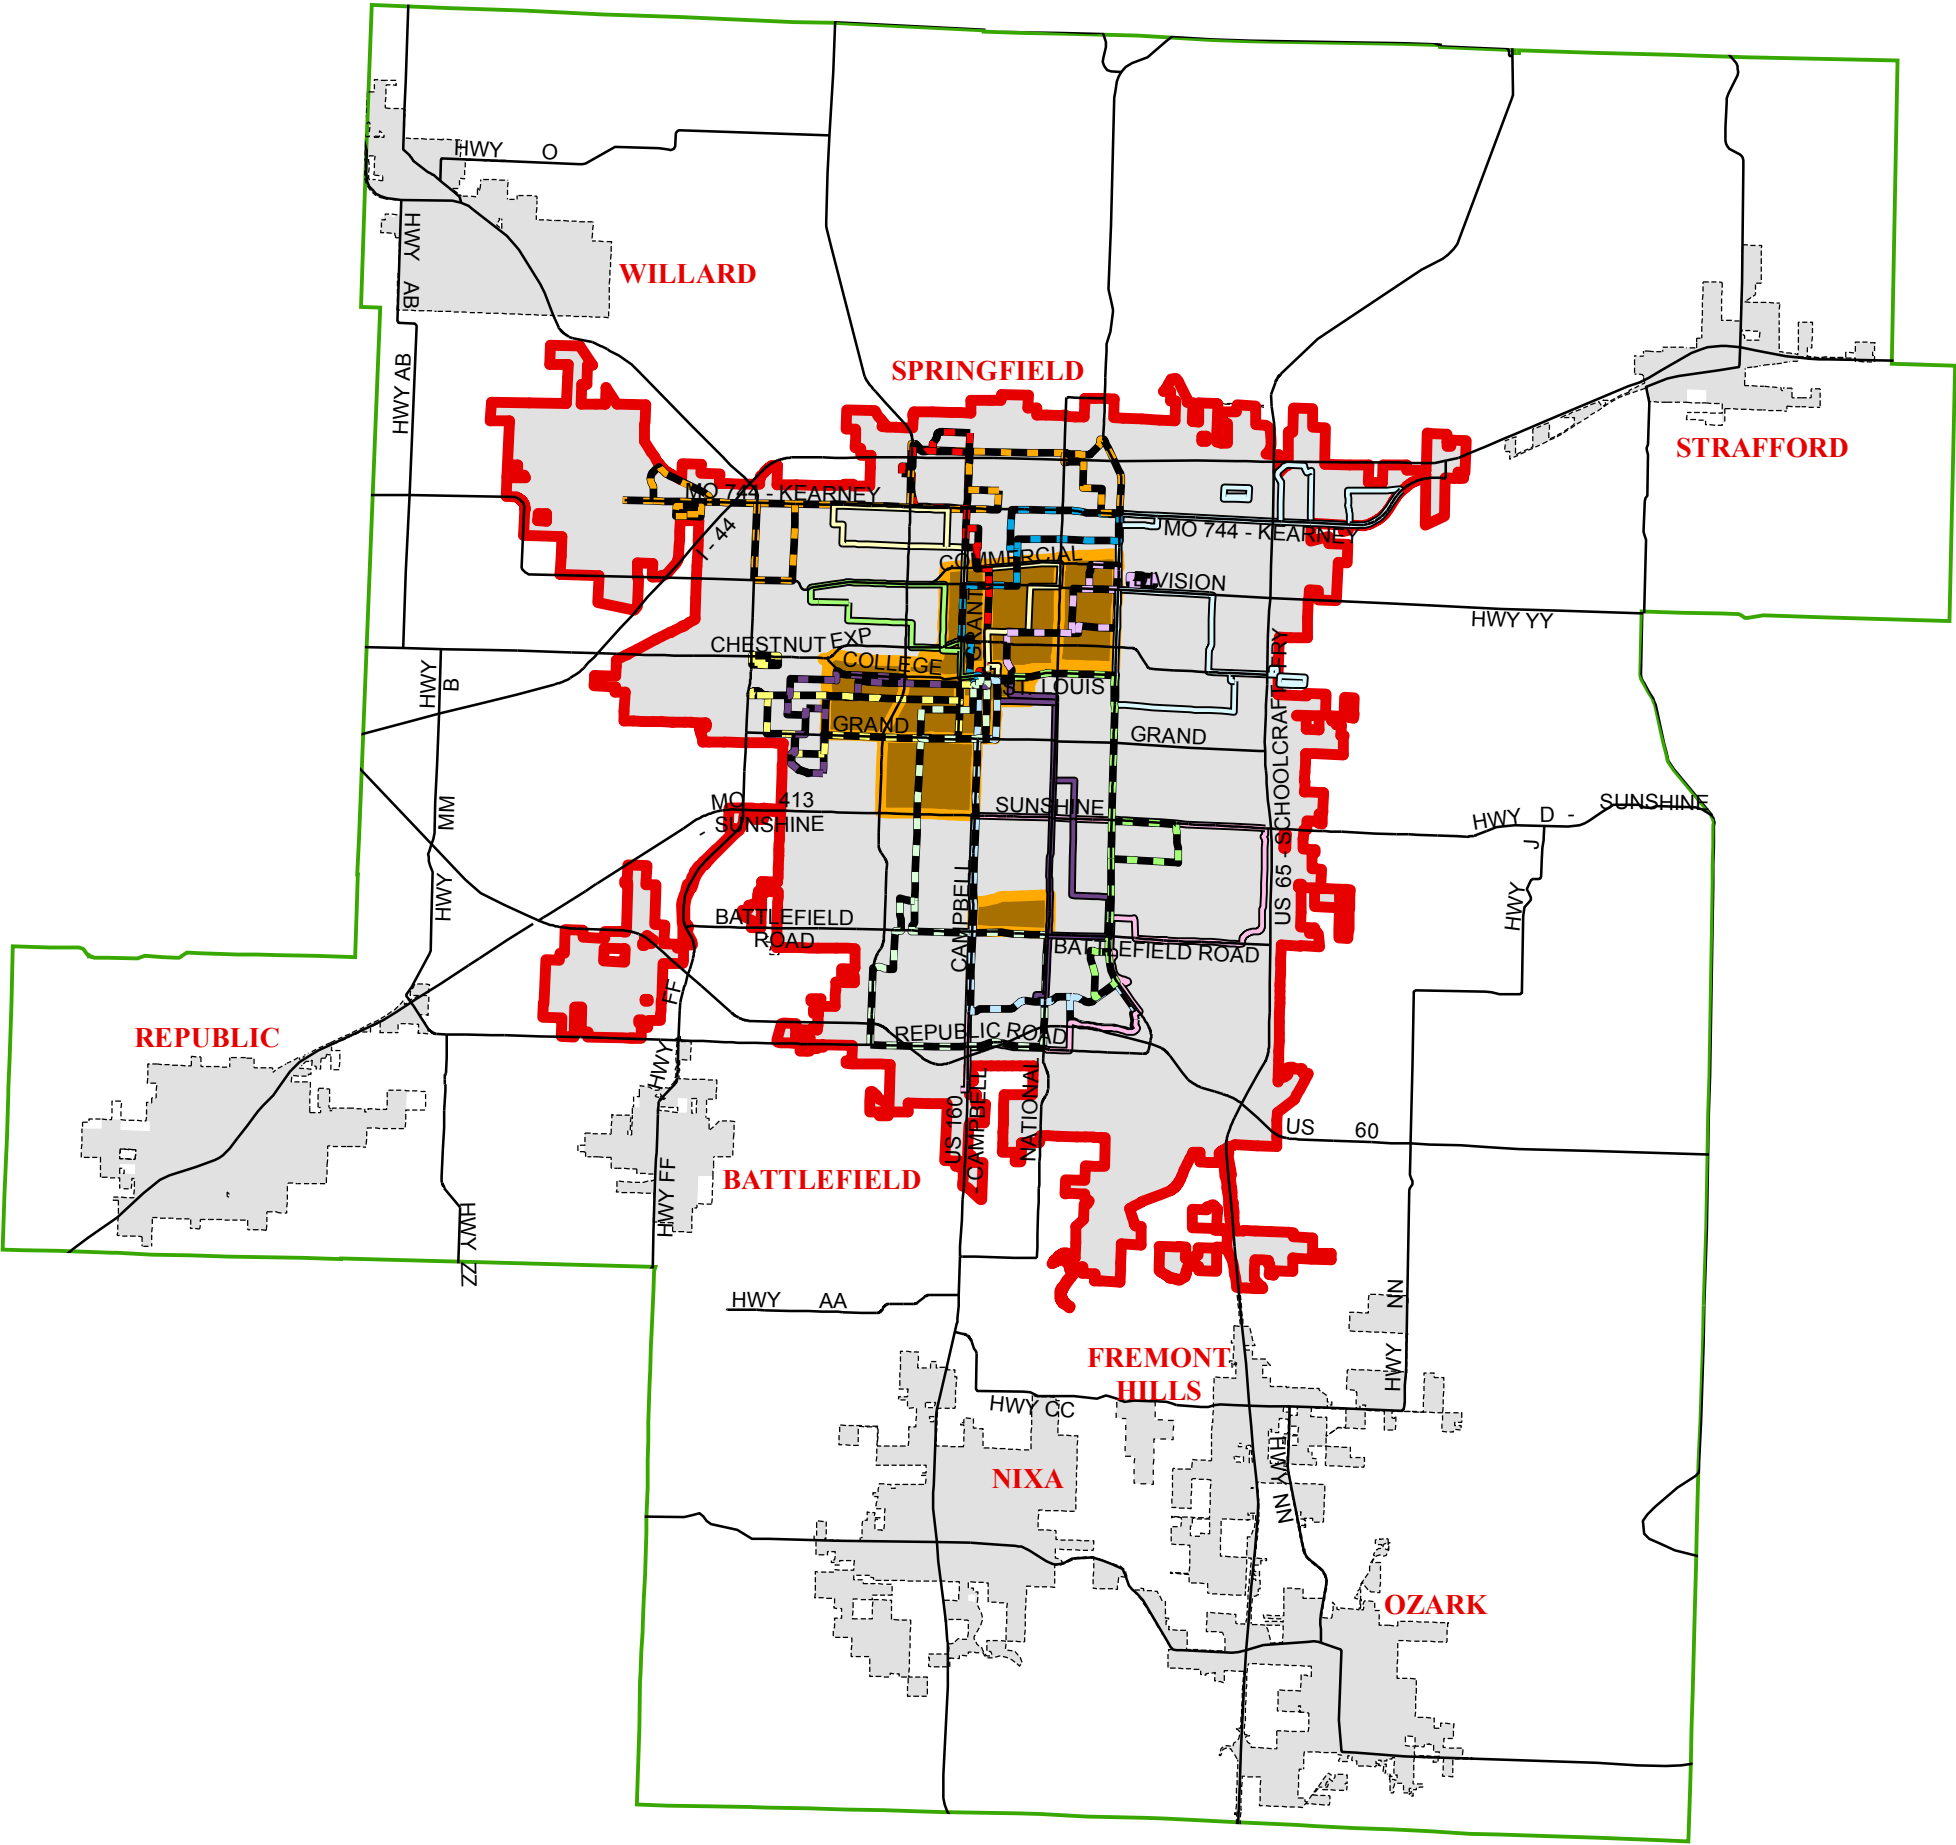 HWY O
HWY AB
WILLARD
HWY AB
SPRINGFIELD
STRAFFORD
MO 744 - KEARNEY
I - 44
MO 744 - KEARNEY
COMMERCIAL
DIVISION
HWY YY
GRANT
CHESTNUT EXP
COLLEGE
ST. LOUIS
HWY B
GRAND
GRAND
US 65 - SCHOOLCRAFT FRY
HWY MM
MO 413
- SUNSHINE
SUNSHINE
HWY D - SUNSHINE
HWY J
BATTLEFIELD
ROAD
CAMPBELL
BATTLEFIELD ROAD
HWY FF
REPUBLIC
REPUBLIC ROAD
US 160
- CAMPBELL
NATIONAL
US 60
BATTLEFIELD
HWY FF
HWY ZZ
HWY AA
HWY NN
FREMONT
HILLS
HWY CC
NIXA
HWY NN
OZARK